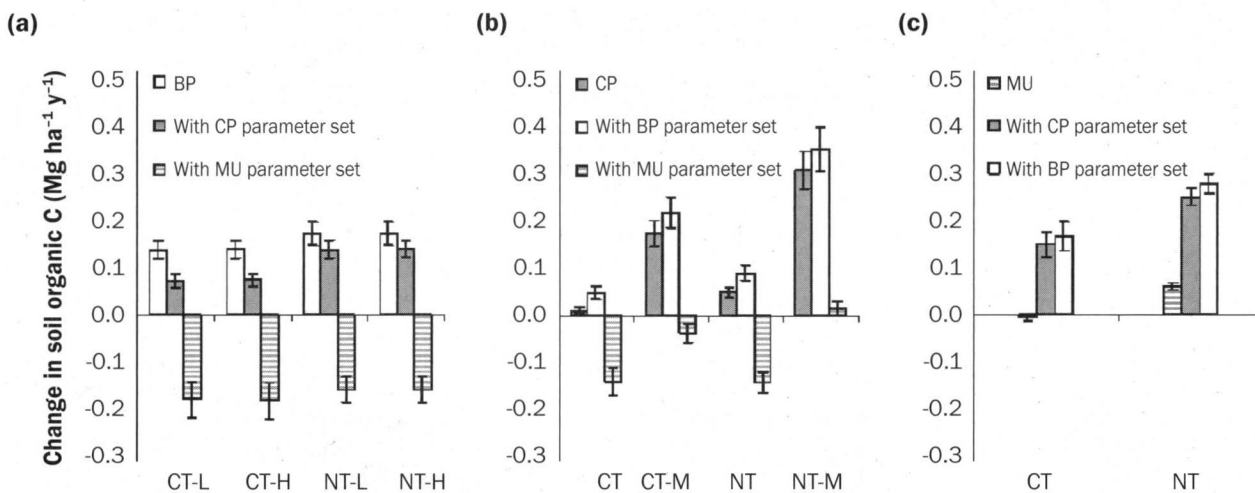 (a)
Change in soil organic C (Mg ha⁻¹ y⁻¹)
0.5
0.4
0.3
0.2
0.1
0.0
-0.1
-0.2
-0.3
BP
With CP parameter set
With MU parameter set
CT-L CT-H NT-L NT-H
(b)
0.5
0.4
0.3
0.2
0.1
0.0
-0.1
-0.2
-0.3
CP
With BP parameter set
With MU parameter set
CT CT-M NT NT-M
(c)
0.5
0.4
0.3
0.2
0.1
0.0
-0.1
-0.2
-0.3
MU
With CP parameter set
With BP parameter set
CT NT